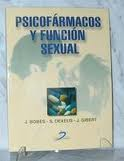 PSICOFÁRMACOS
Y FUNCIÓN
SEXUAL
J. BOBES - S. DEXEUS - J. GIBERT